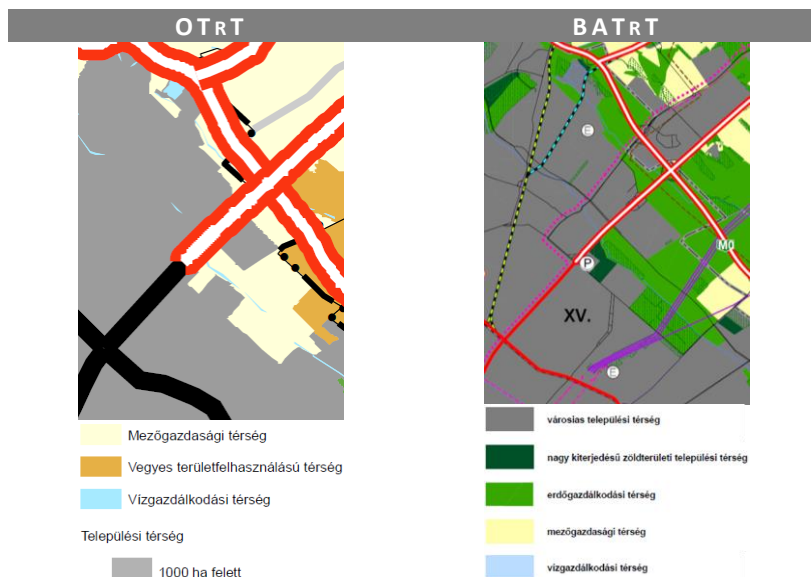 OTRT
BATRT
E
M0
P
XV.
E
Mezőgazdasági térség
Vegyes területfelhasználású térség
Vízgazdálkodási térség
Települési térség
1000 ha felett
városias települési térség
nagy kiterjedésű zöldterületi települési térség
erdőgazdálkodási térség
mezőgazdasági térség
vízgazdálkodási térség